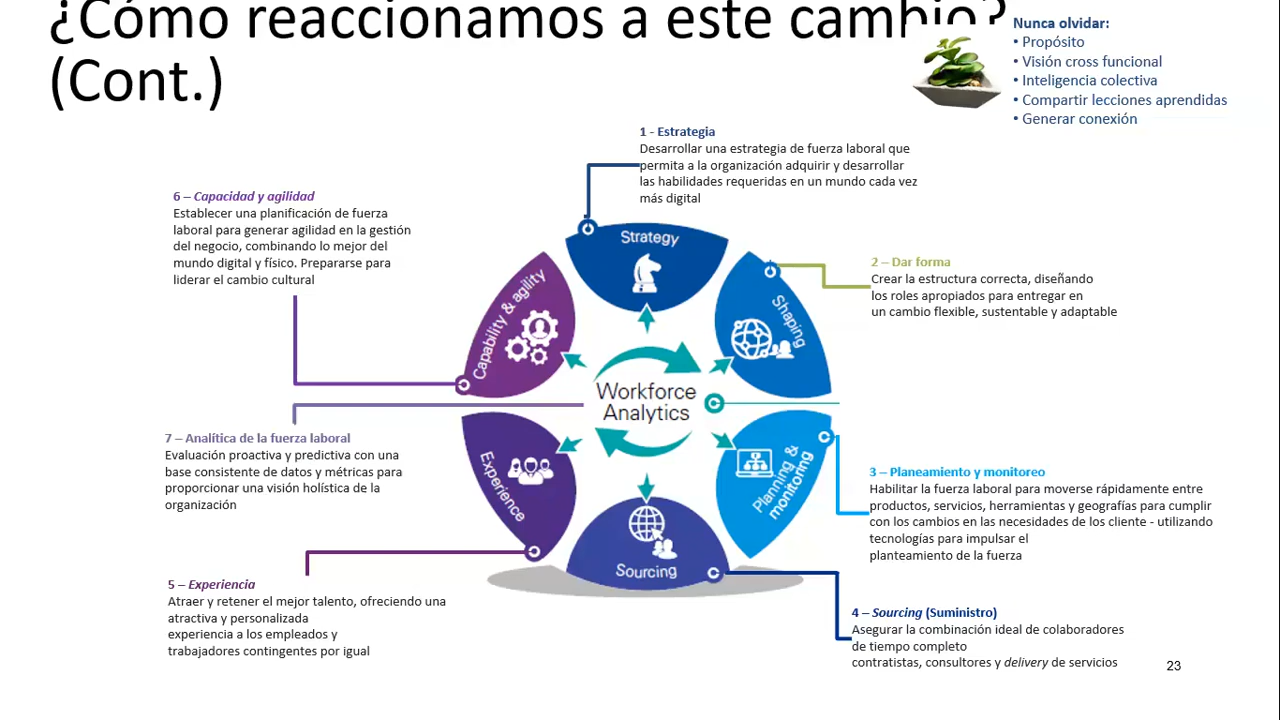 ¿Cómo reaccionamos a este cambio?
(Cont.)
Nunca olvidar:
• Propósito
• Visión cross funcional
• Inteligencia colectiva
• Compartir lecciones aprendidas
• Generar conexión
1 - Estrategia
Desarrollar una estrategia de fuerza laboral que
permita a la organización adquirir y desarrollar
las habilidades requeridas en un mundo cada vez
más digital
6 – Capacidad y agilidad
Establecer una planificación de fuerza
laboral para generar agilidad en la gestión
del negocio, combinando lo mejor del
mundo digital y físico. Prepararse para
liderar el cambio cultural
2 – Dar forma
Crear la estructura correcta, diseñando
los roles apropiados para entregar en
un cambio flexible, sustentable y adaptable
Strategy
Shaping
Capability & agility
Workforce
Analytics
Experience
Planning &
monitoring
Sourcing
7 – Analítica de la fuerza laboral
Evaluación proactiva y predictiva con una
base consistente de datos y métricas para
proporcionar una visión holística de la
organización
3 – Planeamiento y monitoreo
Habilitar la fuerza laboral para moverse rápidamente entre
productos, servicios, herramientas y geografías para cumplir
con los cambios en las necesidades de los cliente - utilizando
tecnologías para impulsar el
planteamiento de la fuerza
5 – Experiencia
Atraer y retener el mejor talento, ofreciendo una
atractiva y personalizada
experiencia a los empleados y
trabajadores contingentes por igual
4 – Sourcing (Suministro)
Asegurar la combinación ideal de colaboradores
de tiempo completo
contratistas, consultores y delivery de servicios
23